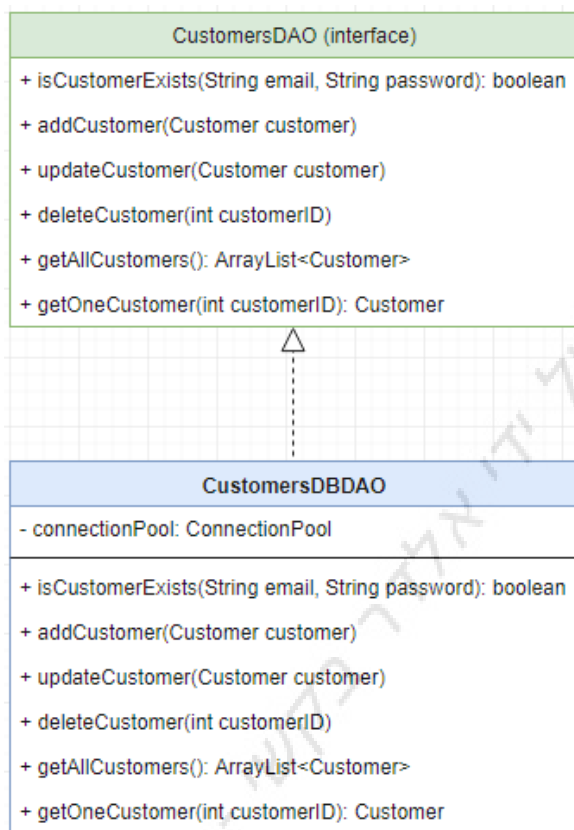 CustomersDAO (interface)
+ isCustomerExists(String email, String password): boolean
+ addCustomer(Customer customer)
+ updateCustomer(Customer customer)
+ deleteCustomer(int customerID)
+ getAllCustomers(): ArrayList<Customer>
+ getOneCustomer(int customerID): Customer
CustomersDBDAO
- connectionPool: ConnectionPool
+ isCustomerExists(String email, String password): boolean
+ addCustomer(Customer customer)
+ updateCustomer(Customer customer)
+ deleteCustomer(int customerID)
+ getAllCustomers(): ArrayList<Customer>
+ getOneCustomer(int customerID): Customer
ידי אלדר